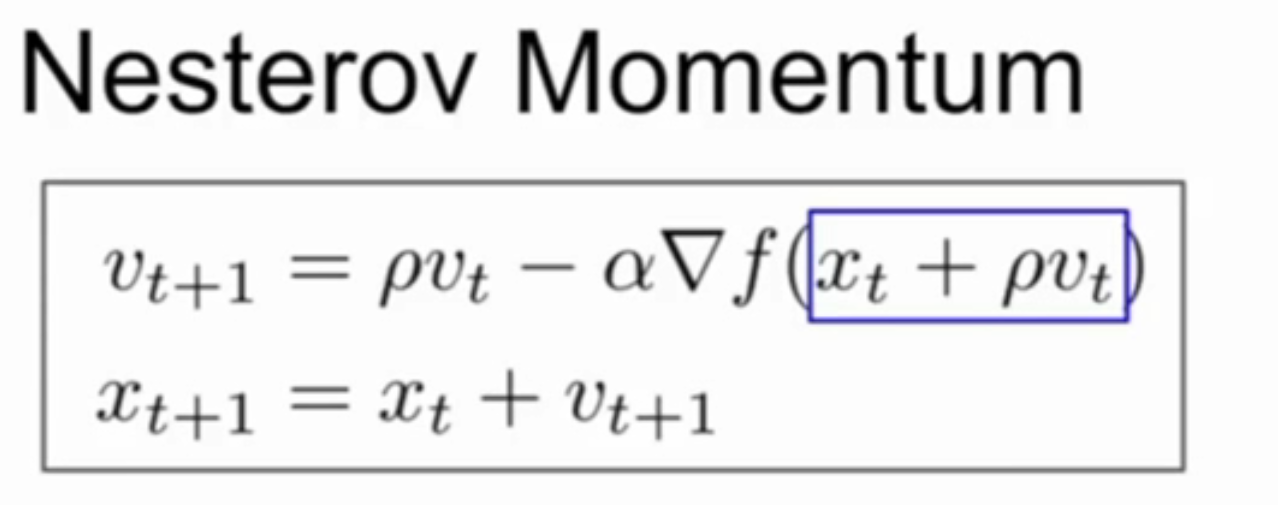 Nesterov Momentum
v_{t+1} = ρv_t − α∇f(x_t + ρv_t)
x_{t+1} = x_t + v_{t+1}